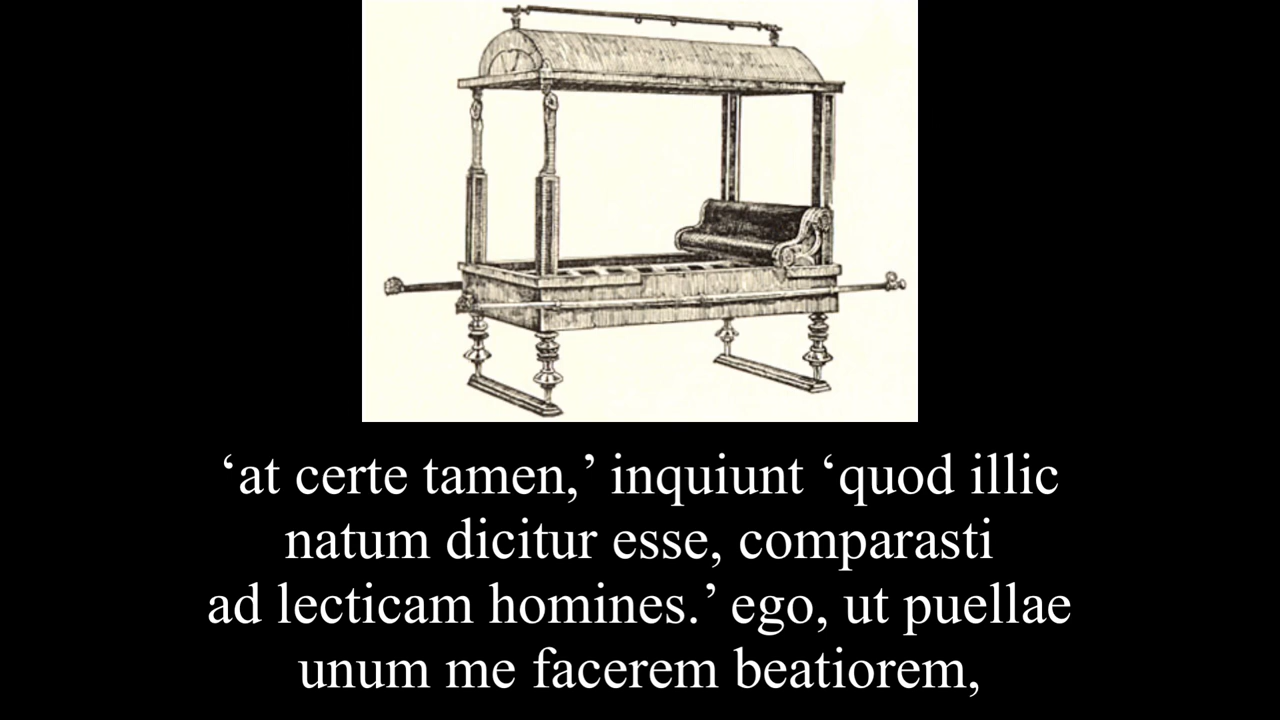 ‘at certe tamen,’ inquiunt ‘quod illic
natum dicitur esse, comparasti
ad lecticam homines.’ ego, ut puellae
unum me facerem beatiorem,